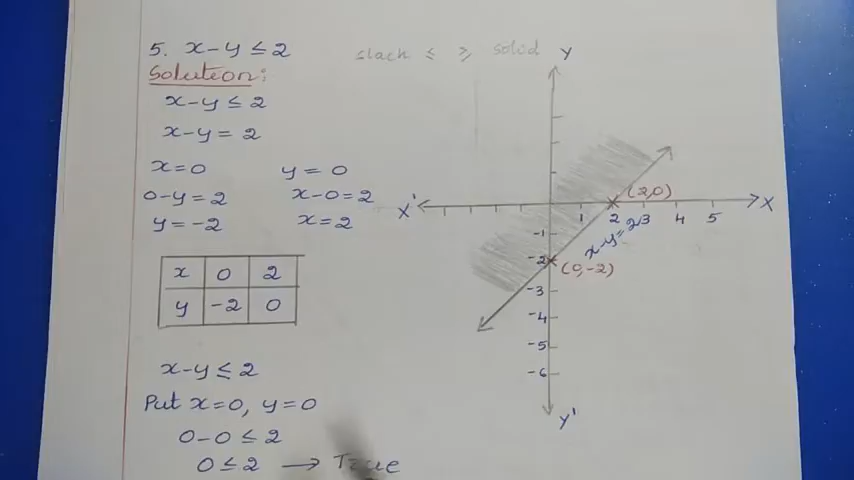 5. x-y ≤ 2
slach ≤ ≥ solid
Solution:
x-y ≤ 2
x-y = 2
x=0 y=0
0-y=2 x-0=2
y=-2 x=2
x 0 2
y -2 0
x-y ≤ 2
Put x=0, y=0
0-0 ≤ 2
0 ≤ 2 → True
Y
X' X
(2,0)
1 2 3 4 5
x-y=2
-1
-2
(0,-2)
-3
-4
-5
-6
Y'